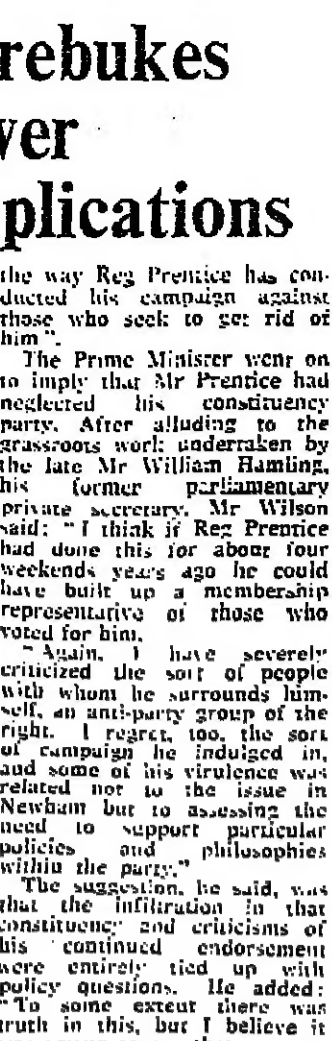 rebukes
ver
plications
the way Reg Prentice has con-
ducted his campaign against
those who seek to get rid of
him".
The Prime Minister went on
to imply that Mr Prentice had
neglected his constituency
party. After alluding to the
grassroots work undertaken by
the late Mr William Hamling,
his former parliamentary
private secretary, Mr Wilson
said: "I think if Reg Prentice
had done this for about four
weekends years ago he could
have built up a membership
representative of those who
voted for him.
"Again, I have severely
criticized the sort of people
with whom he surrounds him-
self, an anti-party group of the
right. I regret, too, the sort
of campaign he indulged in,
and some of his virulence was
related not to the issue in
Newham but to assessing the
need to support particular
policies and philosophies
within the party."
The suggestion, he said, was
that the infiltration in that
constituency and criticisms of
his continued endorsement
were entirely tied up with
policy questions. He added:
"To some extent there was
truth in this, but I believe it